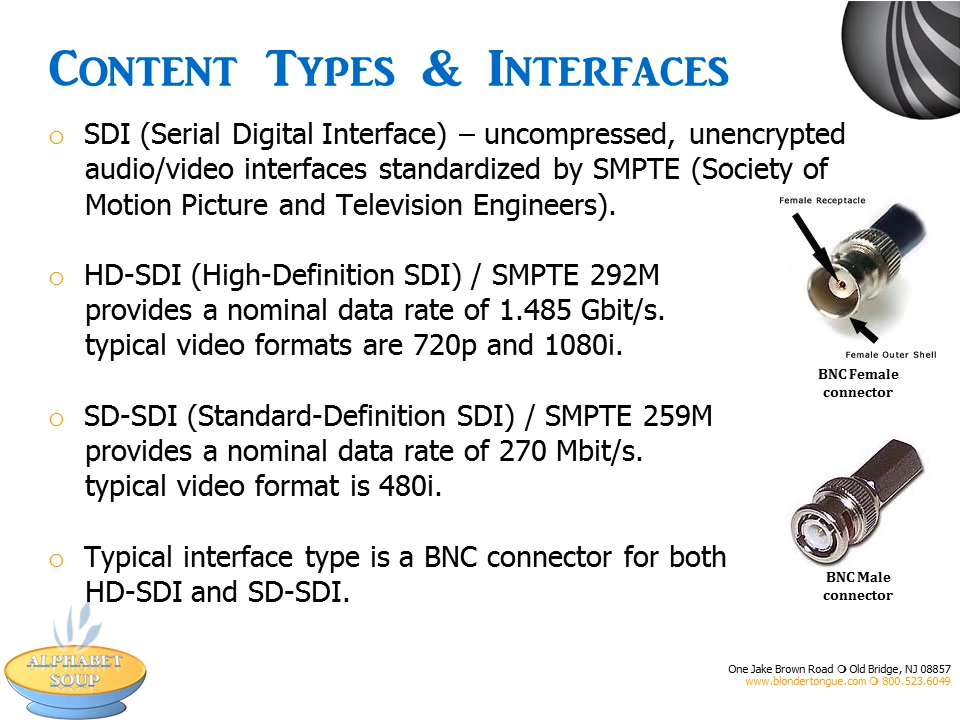 CONTENT TYPES & INTERFACES
o SDI (Serial Digital Interface) – uncompressed, unencrypted
audio/video interfaces standardized by SMPTE (Society of
Motion Picture and Television Engineers).
o HD-SDI (High-Definition SDI) / SMPTE 292M
provides a nominal data rate of 1.485 Gbit/s.
typical video formats are 720p and 1080i.
o SD-SDI (Standard-Definition SDI) / SMPTE 259M
provides a nominal data rate of 270 Mbit/s.
typical video format is 480i.
o Typical interface type is a BNC connector for both
HD-SDI and SD-SDI.
Female Receptacle
Female Outer Shell
BNC Female
connector
BNC Male
connector
ALPHABET
SOUP
One Jake Brown Road ❍ Old Bridge, NJ 08857
www.blondertongue.com ❍ 800.523.6049